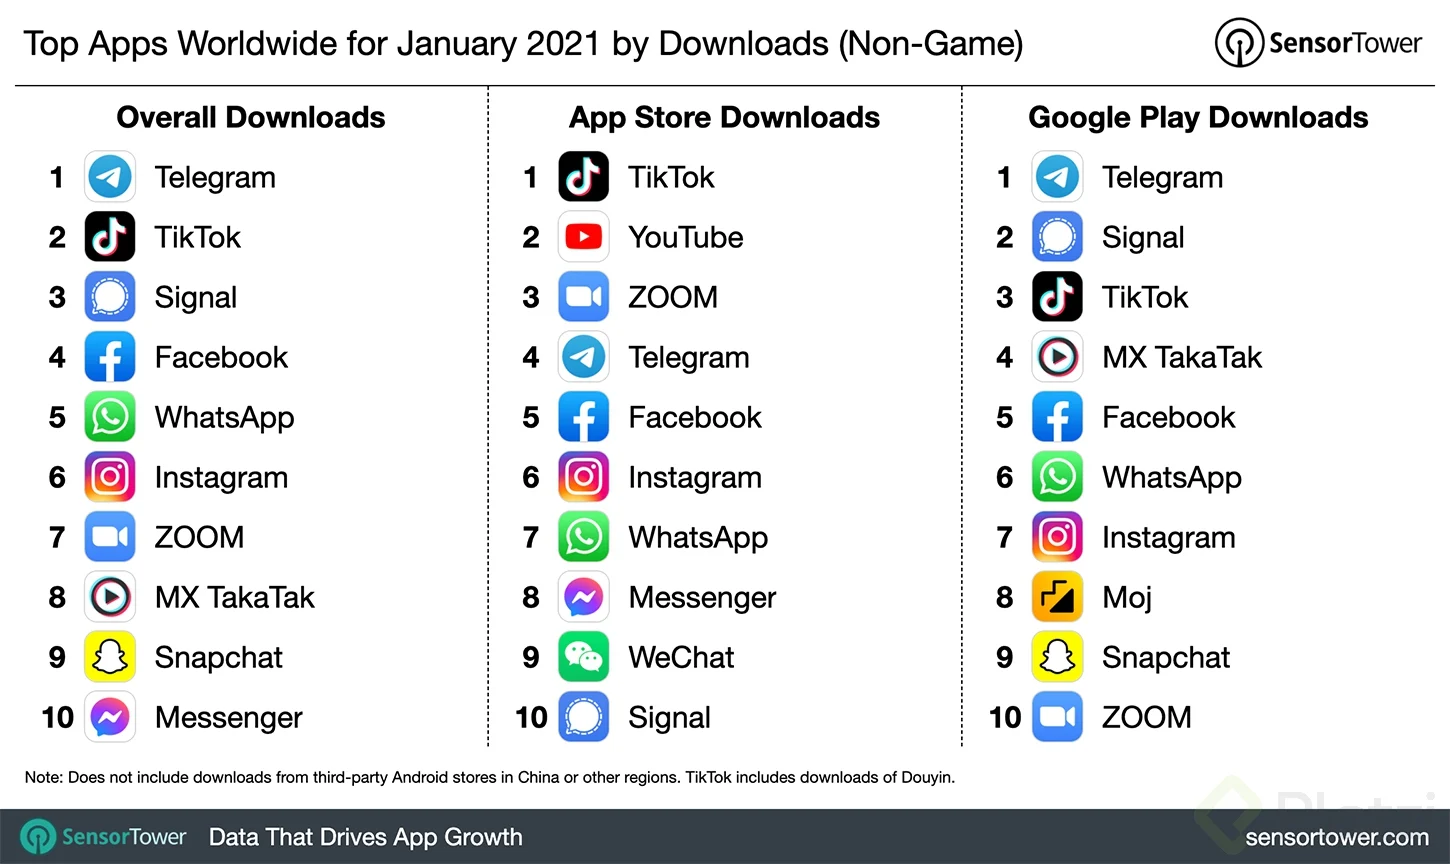 Top Apps Worldwide for January 2021 by Downloads (Non-Game)
SensorTower
Overall Downloads
1 Telegram
2 TikTok
3 Signal
4 Facebook
5 WhatsApp
6 Instagram
7 ZOOM
8 MX TakaTak
9 Snapchat
10 Messenger
App Store Downloads
1 TikTok
2 YouTube
3 ZOOM
4 Telegram
5 Facebook
6 Instagram
7 WhatsApp
8 Messenger
9 WeChat
10 Signal
Google Play Downloads
1 Telegram
2 Signal
3 TikTok
4 MX TakaTak
5 Facebook
6 WhatsApp
7 Instagram
8 Moj
9 Snapchat
10 ZOOM
Note: Does not include downloads from third-party Android stores in China or other regions. TikTok includes downloads of Douyin.
Platzi
SensorTower Data That Drives App Growth
sensortower.com